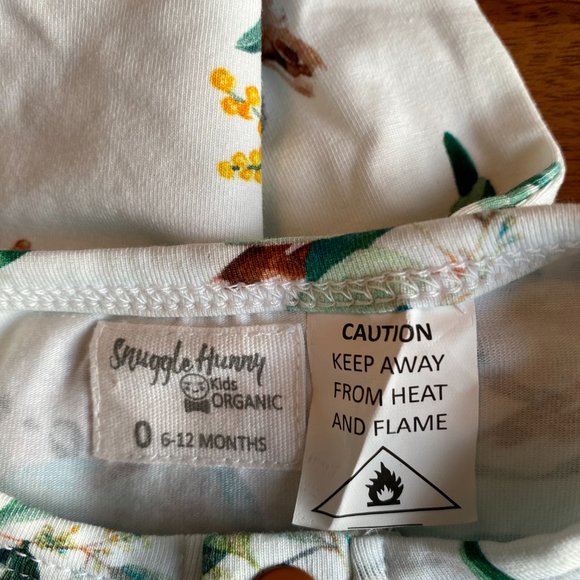 Snuggle Hunny
Kids
ORGANIC
0 6-12 MONTHS
CAUTION
KEEP AWAY
FROM HEAT
AND FLAME